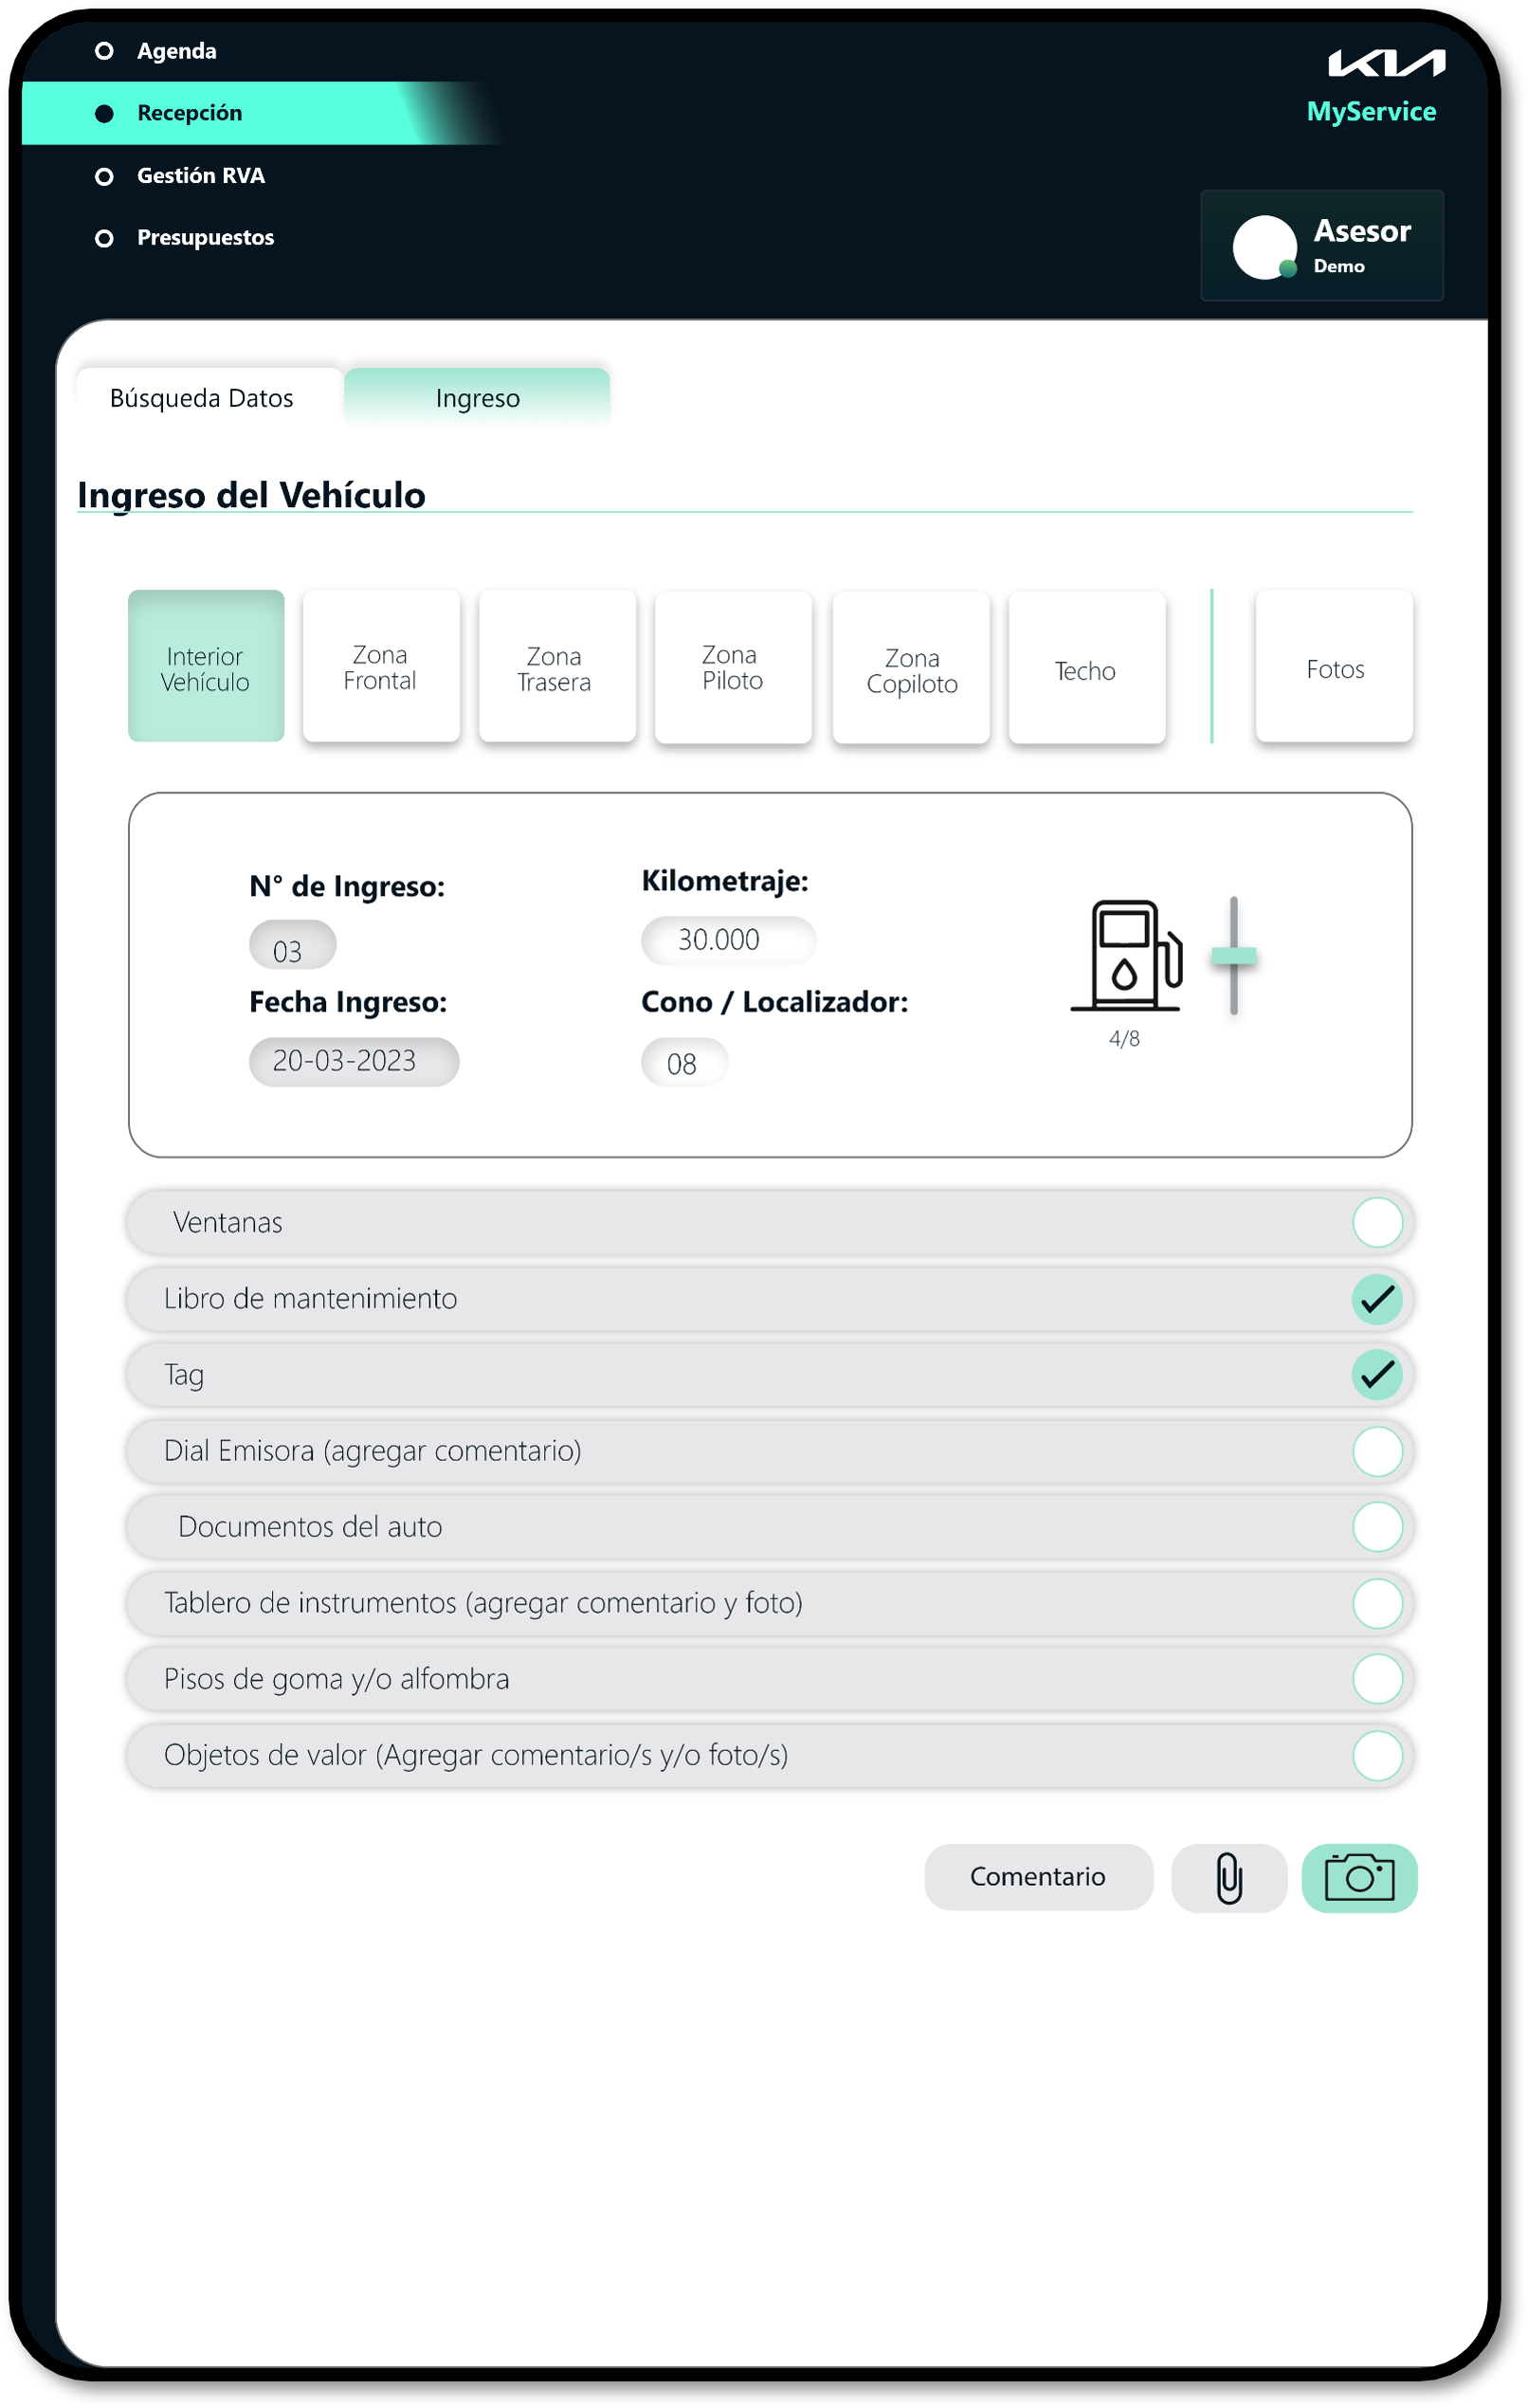 Agenda
Recepción
Gestión RVA
Presupuestos
KIA
MyService
Asesor
Demo
Búsqueda Datos
Ingreso
Ingreso del Vehículo
Interior
Vehículo
Zona
Frontal
Zona
Trasera
Zona
Piloto
Zona
Copiloto
Techo
Fotos
N° de Ingreso:
03
Kilometraje:
30.000
Fecha Ingreso:
20-03-2023
Cono / Localizador:
08
4/8
Ventanas
Libro de mantenimiento
Tag
Dial Emisora (agregar comentario)
Documentos del auto
Tablero de instrumentos (agregar comentario y foto)
Pisos de goma y/o alfombra
Objetos de valor (Agregar comentario/s y/o foto/s)
Comentario